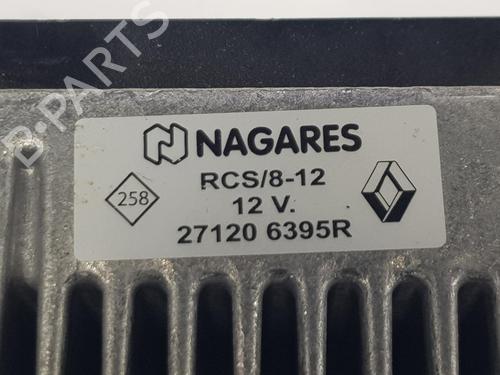 NAGARES
RCS/8-12
258
12 V.
27120 6395R
B-PARTS